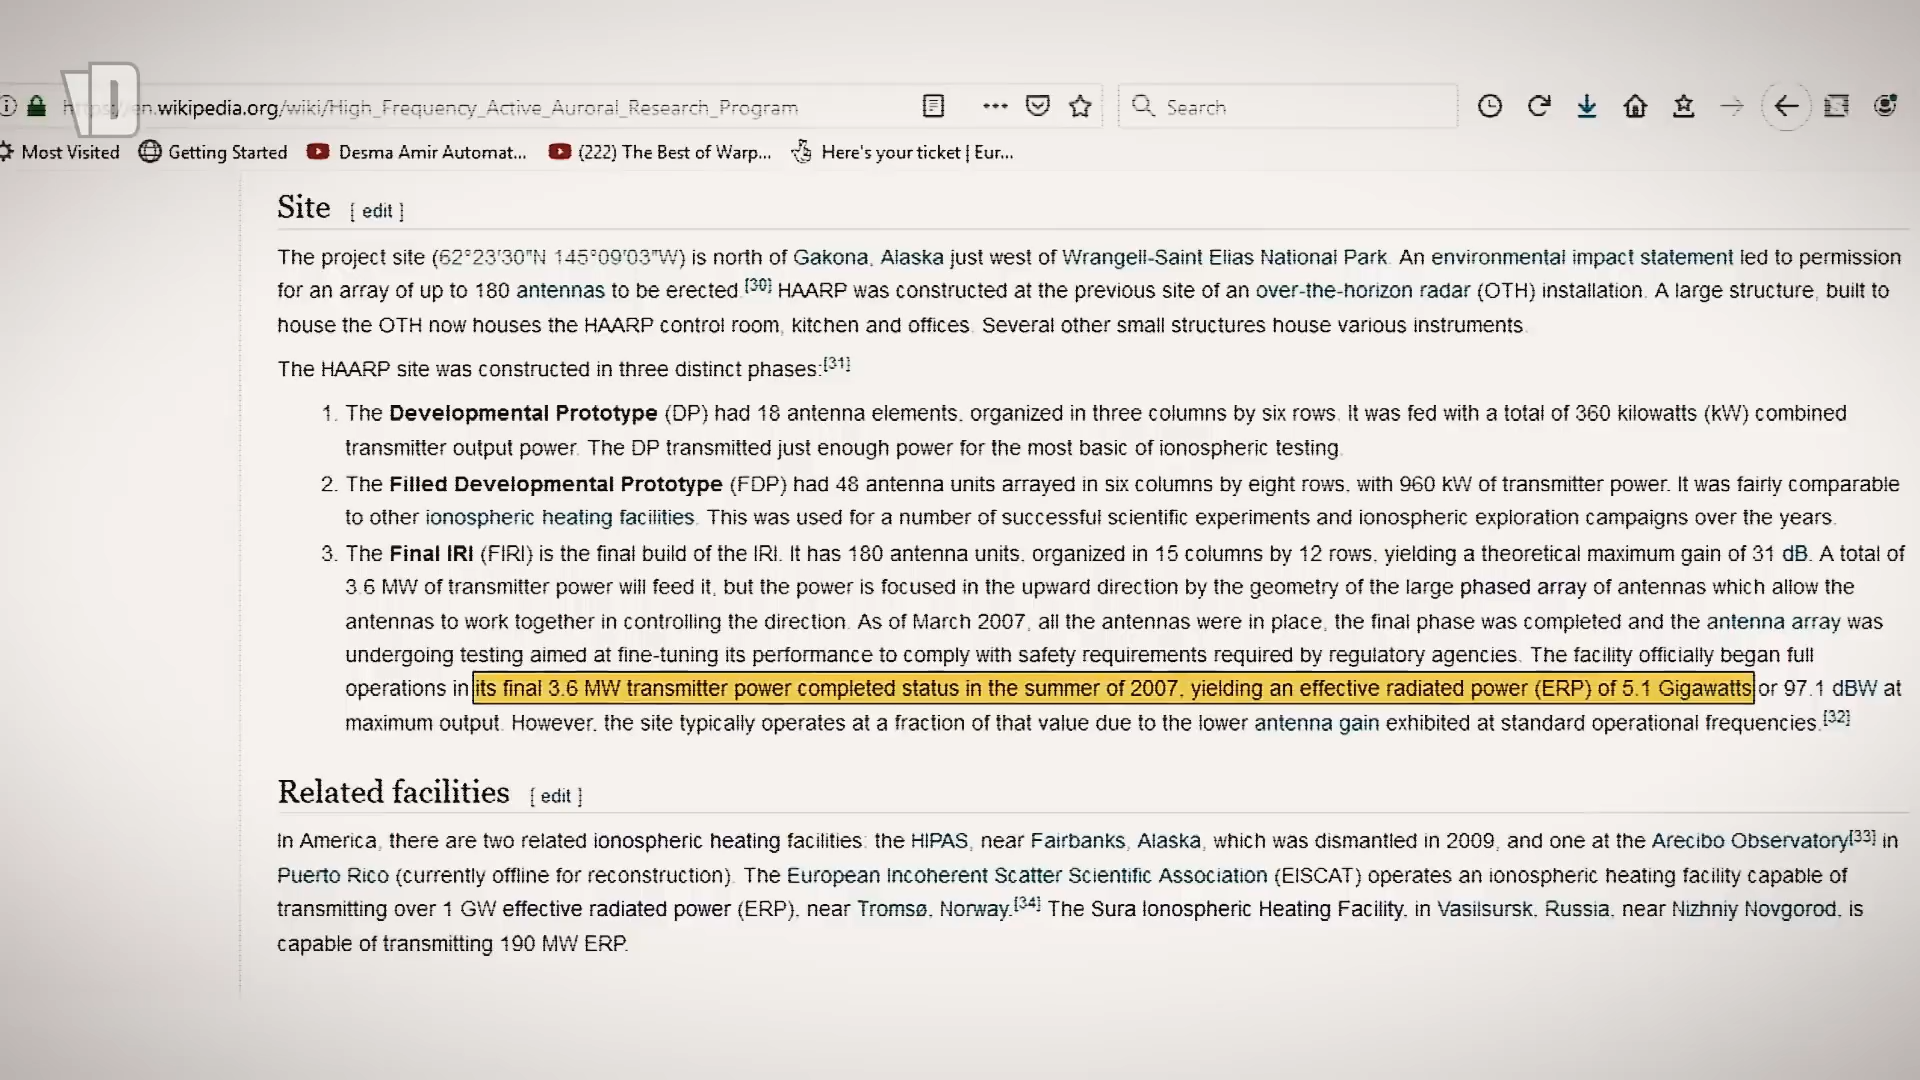 https://en.wikipedia.org/wiki/High_Frequency_Active_Auroral_Research_Program
Search
Most Visited
Getting Started
Desma Amir Automat...
(222) The Best of Warp...
Here's your ticket | Eur...
Site [ edit ]
The project site (62°23'30"N 145°09'03"W) is north of Gakona, Alaska just west of Wrangell-Saint Elias National Park. An environmental impact statement led to permission
for an array of up to 180 antennas to be erected.[30] HAARP was constructed at the previous site of an over-the-horizon radar (OTH) installation. A large structure, built to
house the OTH now houses the HAARP control room, kitchen and offices. Several other small structures house various instruments.
The HAARP site was constructed in three distinct phases:[31]
1. The Developmental Prototype (DP) had 18 antenna elements, organized in three columns by six rows. It was fed with a total of 360 kilowatts (kW) combined
transmitter output power. The DP transmitted just enough power for the most basic of ionospheric testing.
2. The Filled Developmental Prototype (FDP) had 48 antenna units arrayed in six columns by eight rows, with 960 kW of transmitter power. It was fairly comparable
to other ionospheric heating facilities. This was used for a number of successful scientific experiments and ionospheric exploration campaigns over the years.
3. The Final IRI (FIRI) is the final build of the IRI. It has 180 antenna units, organized in 15 columns by 12 rows, yielding a theoretical maximum gain of 31 dB. A total of
3.6 MW of transmitter power will feed it, but the power is focused in the upward direction by the geometry of the large phased array of antennas which allow the
antennas to work together in controlling the direction. As of March 2007, all the antennas were in place, the final phase was completed and the antenna array was
undergoing testing aimed at fine-tuning its performance to comply with safety requirements required by regulatory agencies. The facility officially began full
operations in its final 3.6 MW transmitter power completed status in the summer of 2007, yielding an effective radiated power (ERP) of 5.1 Gigawatts or 97.1 dBW at
maximum output. However, the site typically operates at a fraction of that value due to the lower antenna gain exhibited at standard operational frequencies.[32]
Related facilities [ edit ]
In America, there are two related ionospheric heating facilities: the HIPAS, near Fairbanks, Alaska, which was dismantled in 2009, and one at the Arecibo Observatory[33] in
Puerto Rico (currently offline for reconstruction). The European Incoherent Scatter Scientific Association (EISCAT) operates an ionospheric heating facility capable of
transmitting over 1 GW effective radiated power (ERP), near Tromsø, Norway.[34] The Sura Ionospheric Heating Facility, in Vasilsursk, Russia, near Nizhniy Novgorod, is
capable of transmitting 190 MW ERP.